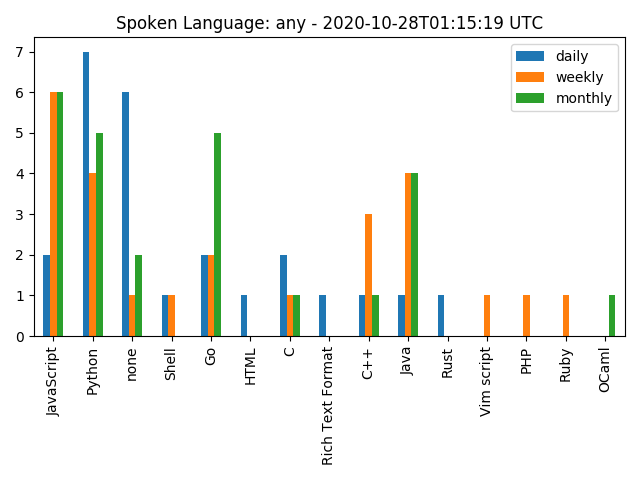 Spoken Language: any - 2020-10-28T01:15:19 UTC
daily
weekly
monthly
7
6
5
4
3
2
1
0
JavaScript
Python
none
Shell
Go
HTML
C
Rich Text Format
C++
Java
Rust
Vim script
PHP
Ruby
OCaml